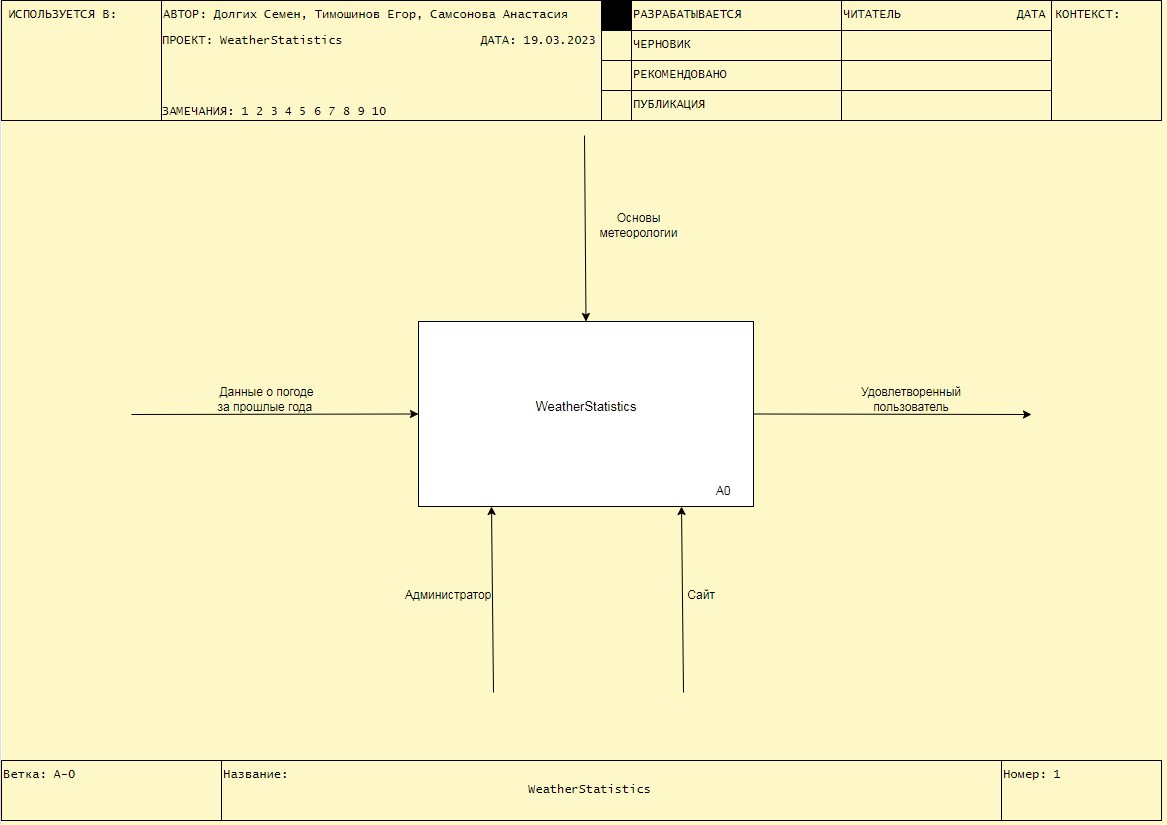 ИСПОЛЬЗУЕТСЯ В:
АВТОР: Долгих Семен, Тимошинов Егор, Самсонова Анастасия
ПРОЕКТ: WeatherStatistics
ДАТА: 19.03.2023
ЗАМЕЧАНИЯ: 1 2 3 4 5 6 7 8 9 10
РАЗРАБАТЫВАЕТСЯ
ЧЕРНОВИК
РЕКОМЕНДОВАНО
ПУБЛИКАЦИЯ
ЧИТАТЕЛЬ
ДАТА
КОНТЕКСТ:
Основы
метеорологии
Данные о погоде
за прошлые года
WeatherStatistics
A0
Удовлетворенный
пользователь
Администратор
Сайт
Ветка: A-0
Название:
WeatherStatistics
Номер: 1